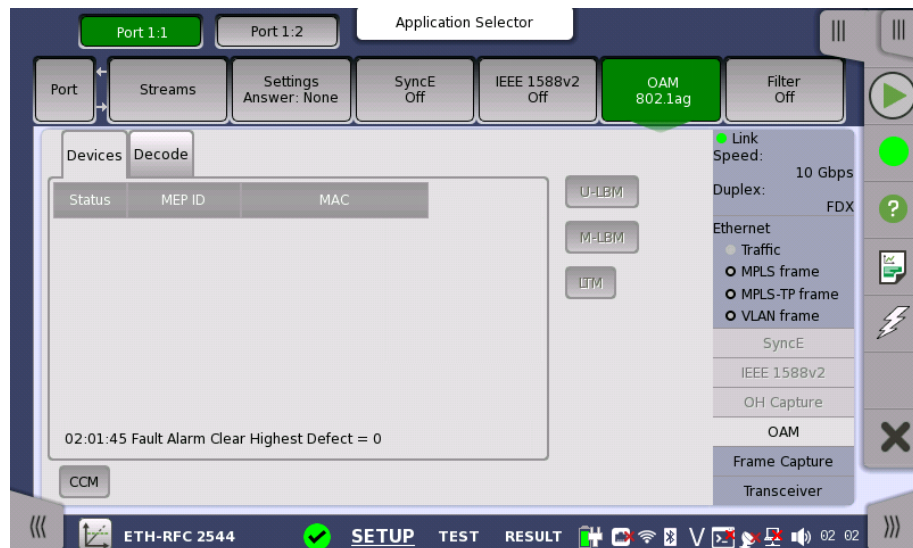 Application Selector
Port 1:1
Port 1:2
Port
Streams
Settings
Answer: None
SyncE
Off
IEEE 1588v2
Off
OAM
802.1ag
Filter
Off
Devices
Decode
Status
MEP ID
MAC
U-LBM
M-LBM
LTM
02:01:45 Fault Alarm Clear Highest Defect = 0
CCM
Link
Speed:
10 Gbps
Duplex:
FDX
Ethernet
Traffic
MPLS frame
MPLS-TP frame
VLAN frame
SyncE
IEEE 1588v2
OH Capture
OAM
Frame Capture
Transceiver
ETH-RFC 2544
SETUP
TEST
RESULT
V
02 02